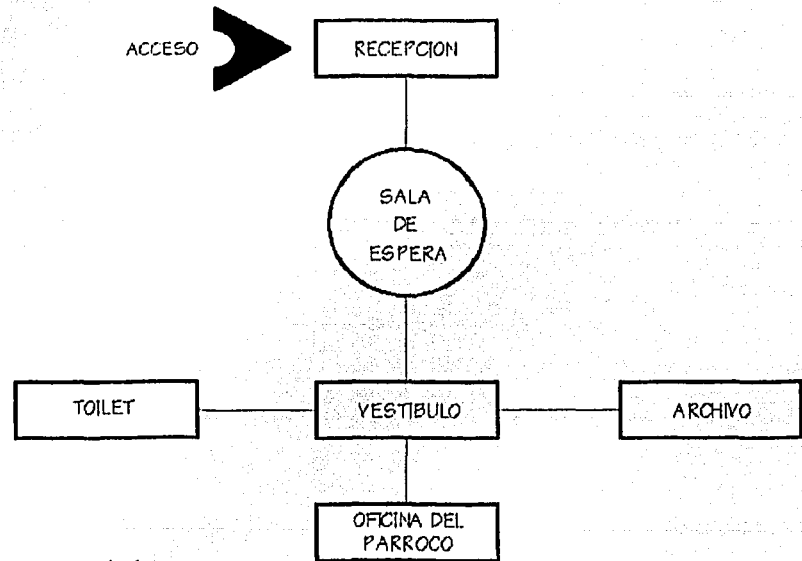 ACCESO
RECEPCION
SALA
DE
ESPERA
TOILET
VESTIBULO
ARCHIVO
OFICINA DEL
PARROCO